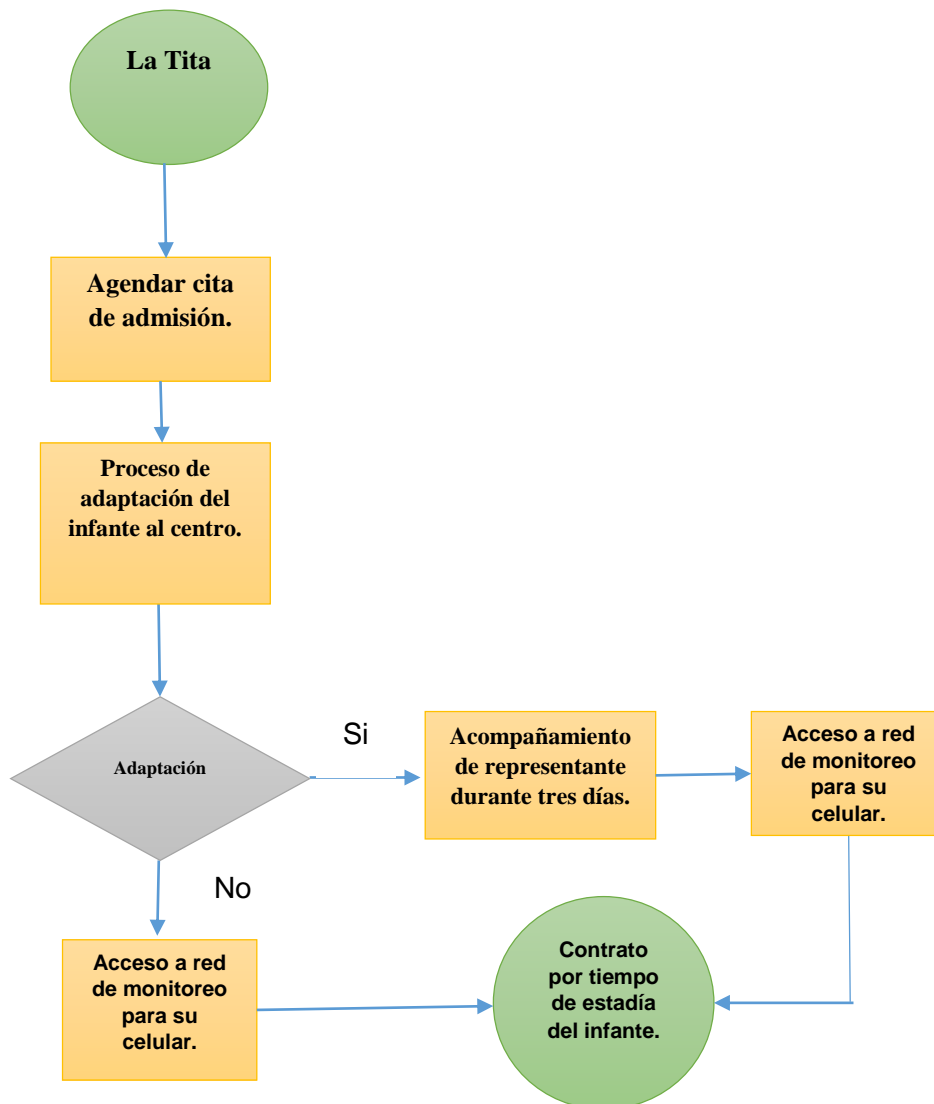 La Tita
Agendar cita
de admisión.
Proceso de
adaptación del
infante al centro.
Adaptación
Si
Acompañamiento
de representante
durante tres días.
Acceso a red
de monitoreo
para su
celular.
No
Acceso a red
de monitoreo
para su
celular.
Contrato
por tiempo
de estadía
del infante.